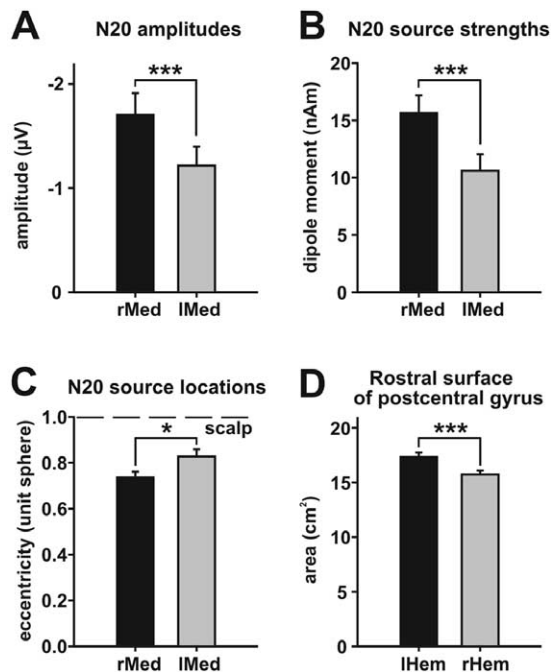 A
N20 amplitudes
-2
-1
0
amplitude (µV)
***
rMed
lMed
B
N20 source strengths
20
15
10
5
0
dipole moment (nAm)
***
rMed
lMed
C
N20 source locations
1.0
0.8
0.6
0.4
0.2
0.0
eccentricity (unit sphere)
scalp
*
rMed
lMed
D
Rostral surface
of postcentral gyrus
20
15
10
5
0
area (cm²)
***
lHem
rHem